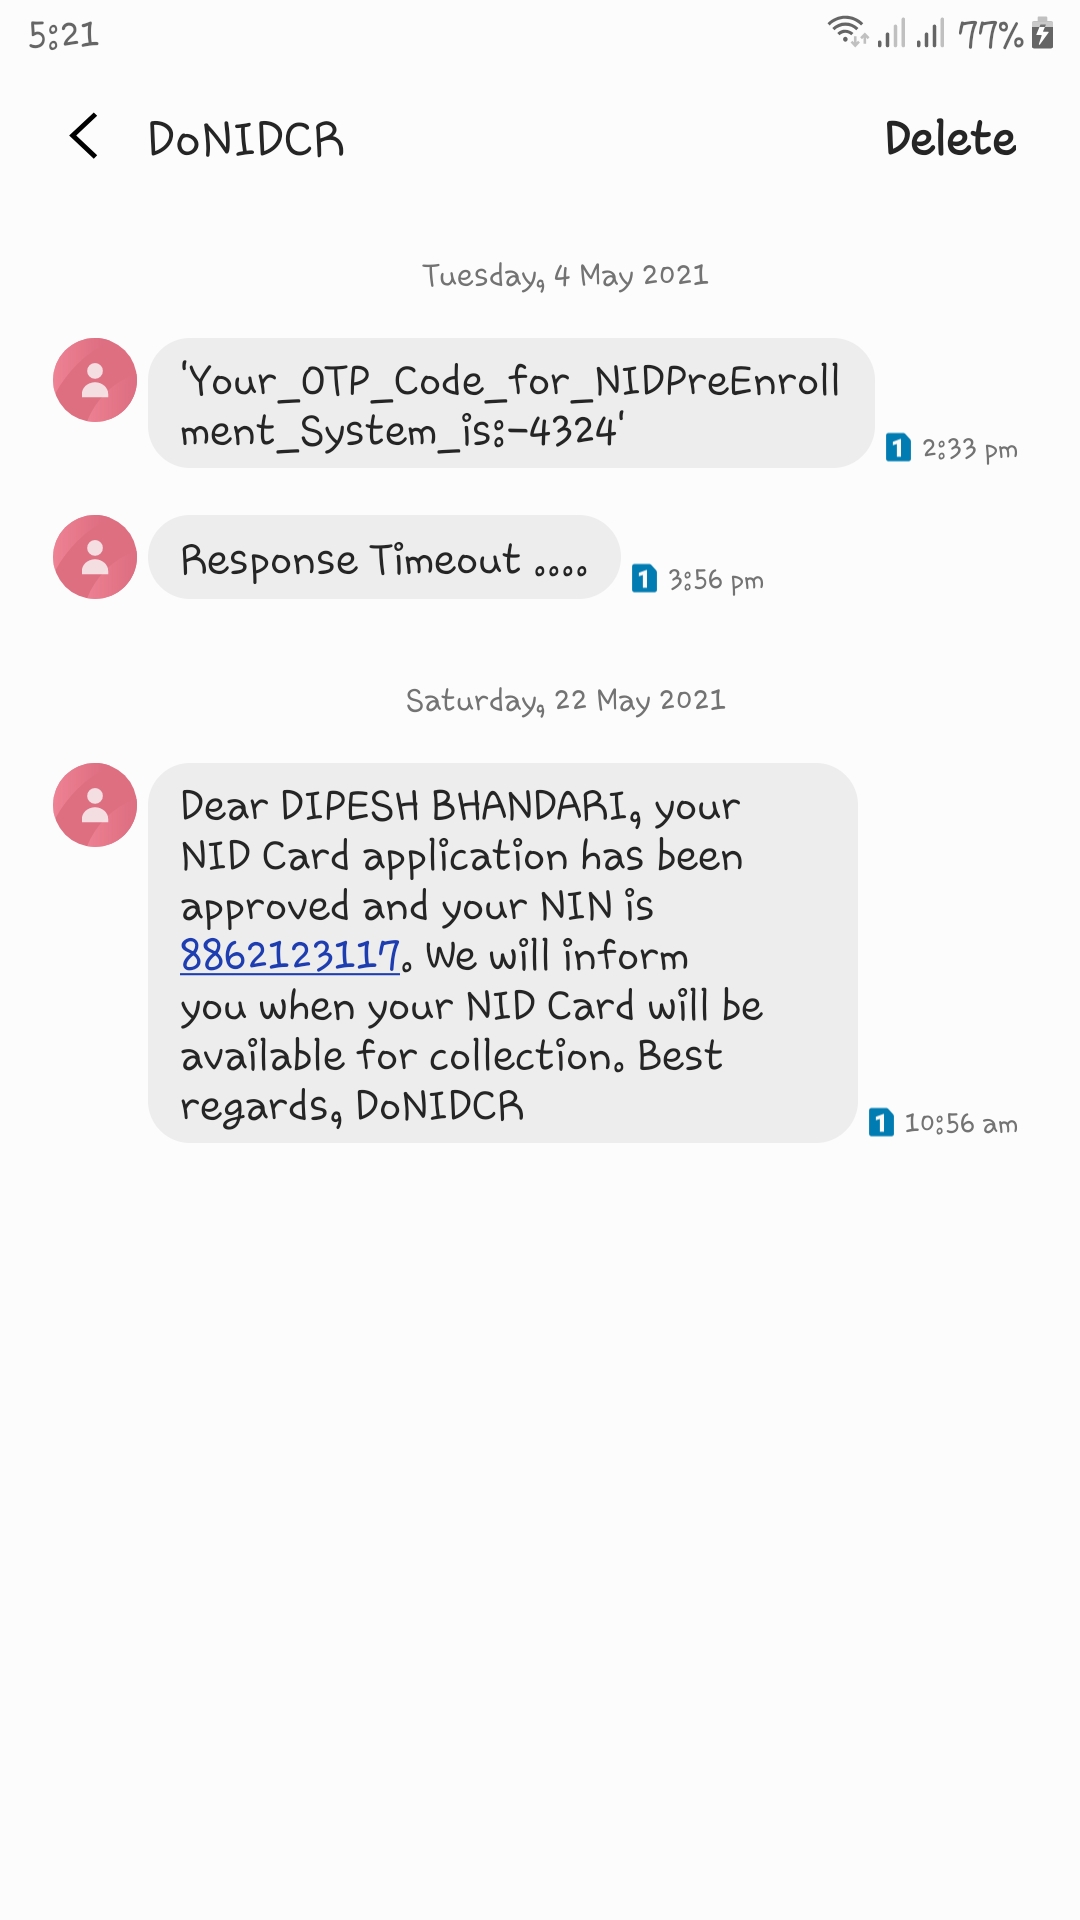 5:21
77%
DoNIDCR
Delete
Tuesday, 4 May 2021
'Your_OTP_Code_for_NIDPreEnroll
ment_System_is:-4324'
1 2:33 pm
Response Timeout ....
1 3:56 pm
Saturday, 22 May 2021
Dear DIPESH BHANDARI, your
NID Card application has been
approved and your NIN is
8862123117. We will inform
you when your NID Card will be
available for collection. Best
regards, DoNIDCR
1 10:56 am